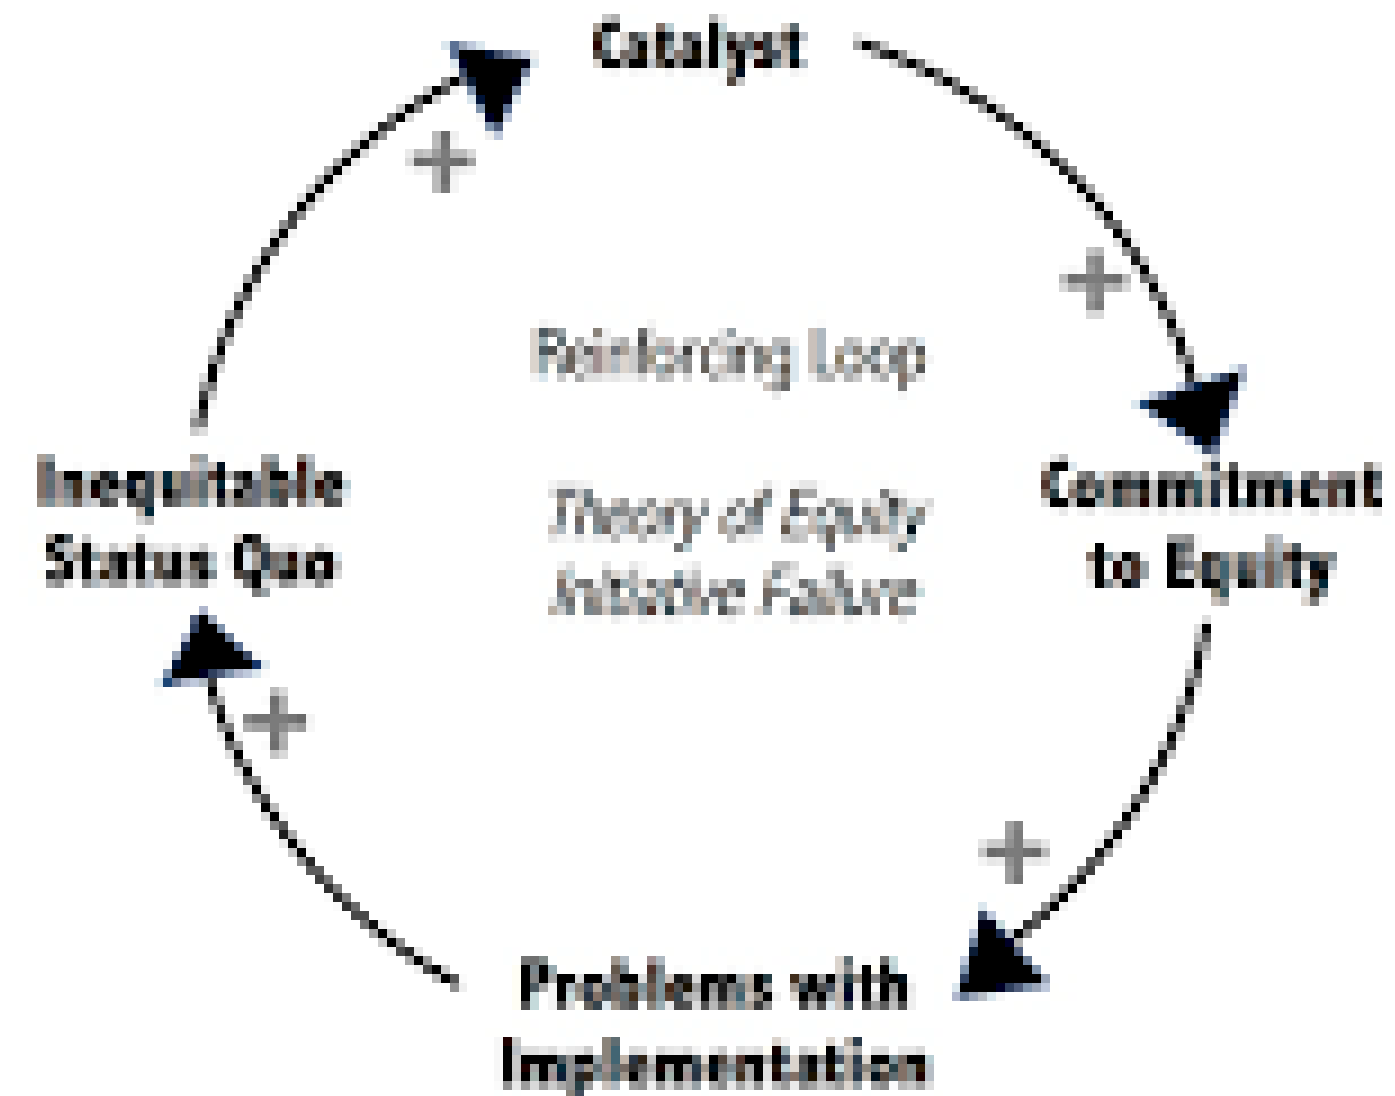 Catalyst
+
+
Reinforcing Loop
Inequitable
Status Quo
Theory of Equity
Initiative Failure
Commitment
to Equity
+
+
Problems with
Implementation